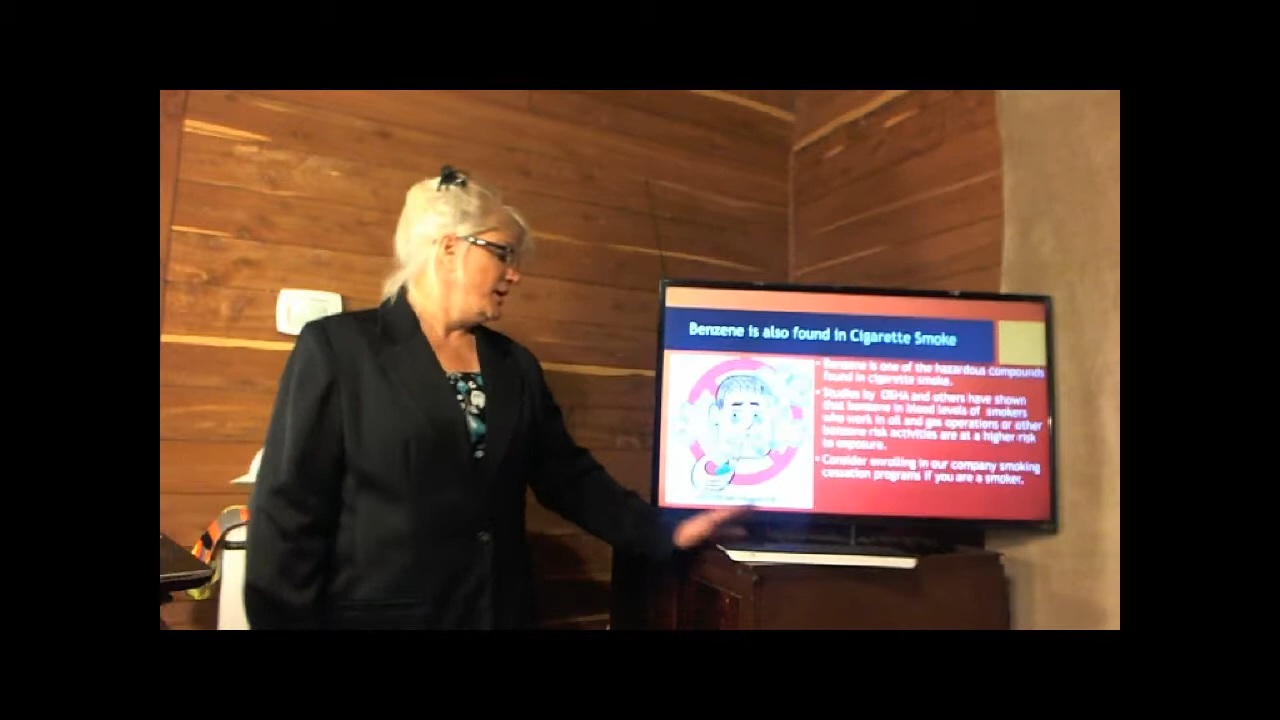 Benzene is also found in Cigarette Smoke
• Benzene is one of the hazardous compounds
found in cigarette smoke.
• Studies by OSHA and others have shown
that benzene in blood levels of smokers
who work in oil and gas operations or other
benzene risk activities are at a higher risk
to exposure.
• Consider enrolling in our company smoking
cessation programs if you are a smoker.